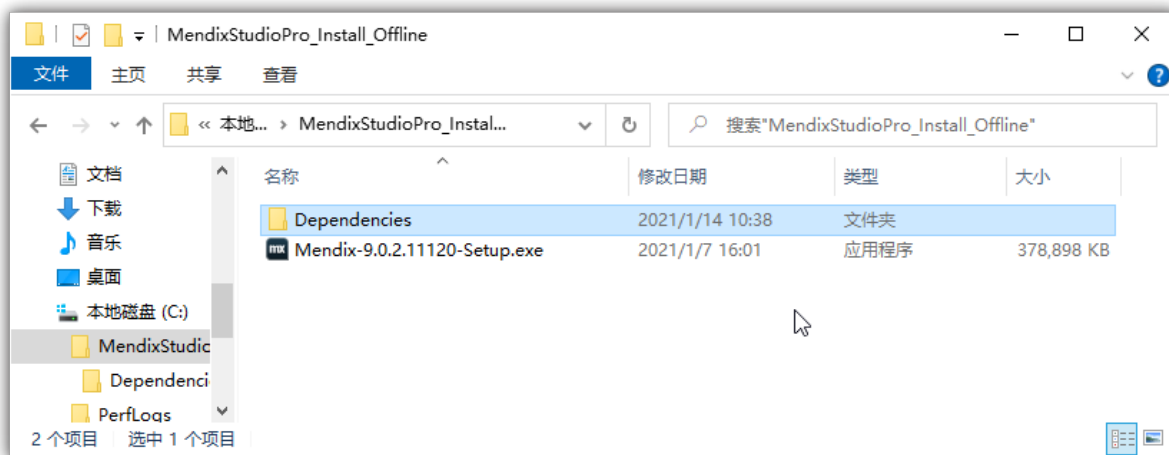 MendixStudioPro_Install_Offline
文件 主页 共享 查看
« 本地... › MendixStudioPro_Instal... 搜索"MendixStudioPro_Install_Offline"
文档
下载
音乐
桌面
本地磁盘 (C:)
MendixStudic
Dependenci
PerfLogs
名称 修改日期 类型 大小
Dependencies 2021/1/14 10:38 文件夹
mx Mendix-9.0.2.11120-Setup.exe 2021/1/7 16:01 应用程序 378,898 KB
2 个项目 选中 1 个项目